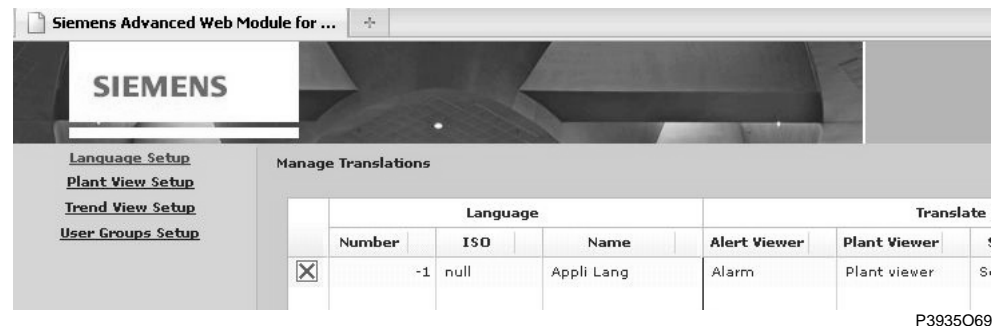 Siemens Advanced Web Module for ...
SIEMENS
Language Setup
Plant View Setup
Trend View Setup
User Groups Setup
Manage Translations
Language Translate
Number ISO Name Alert Viewer Plant Viewer
-1 null Appli Lang Alarm Plant viewer
P3935O69